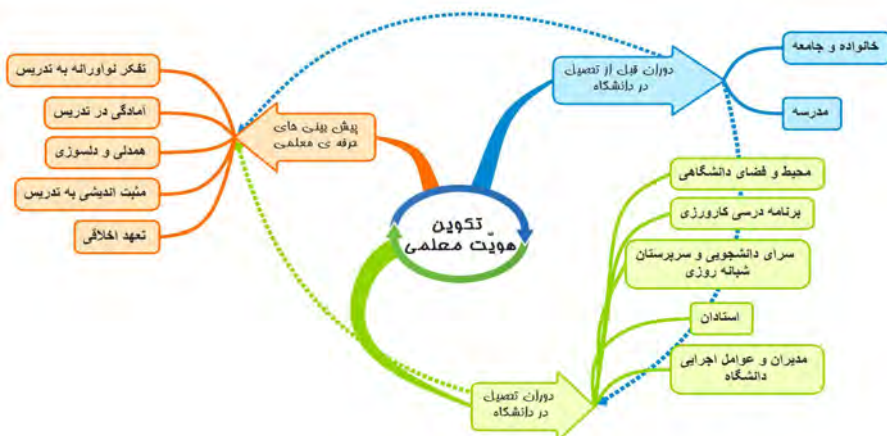 خانواده و جامعه
مدرسه
دوران قبل از تحصیل
در دانشگاه
تفکر نوآورانه به تدریس
آمادگی در تدریس
همدلی و دلسوزی
مثبت اندیشی به تدریس
تعهد اخلاقی
پیش بینی های
حرفه ی معلمی
تکوین
هویّت معلمی
محیط و فضای دانشگاهی
برنامه درسی کارورزی
سرای دانشجویی و سرپرستان
شبانه روزی
استادان
مدیران و عوامل اجرایی
دانشگاه
دوران تحصیل
در دانشگاه